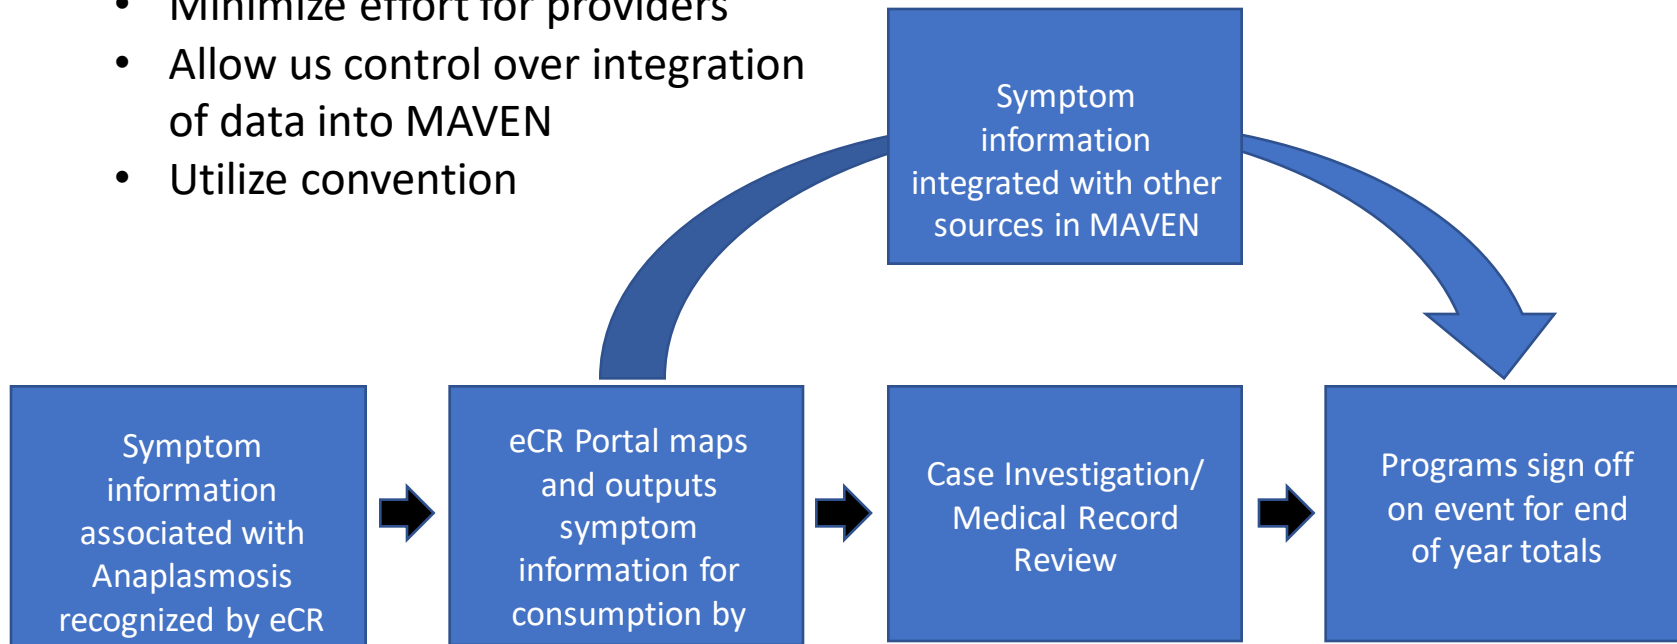 • Minimize effort for providers
• Allow us control over integration
of data into MAVEN
• Utilize convention
Symptom
information
integrated with other
sources in MAVEN
Symptom
information
associated with
Anaplasmosis
recognized by eCR
eCR Portal maps
and outputs
symptom
information for
consumption by
Case Investigation/
Medical Record
Review
Programs sign off
on event for end
of year totals